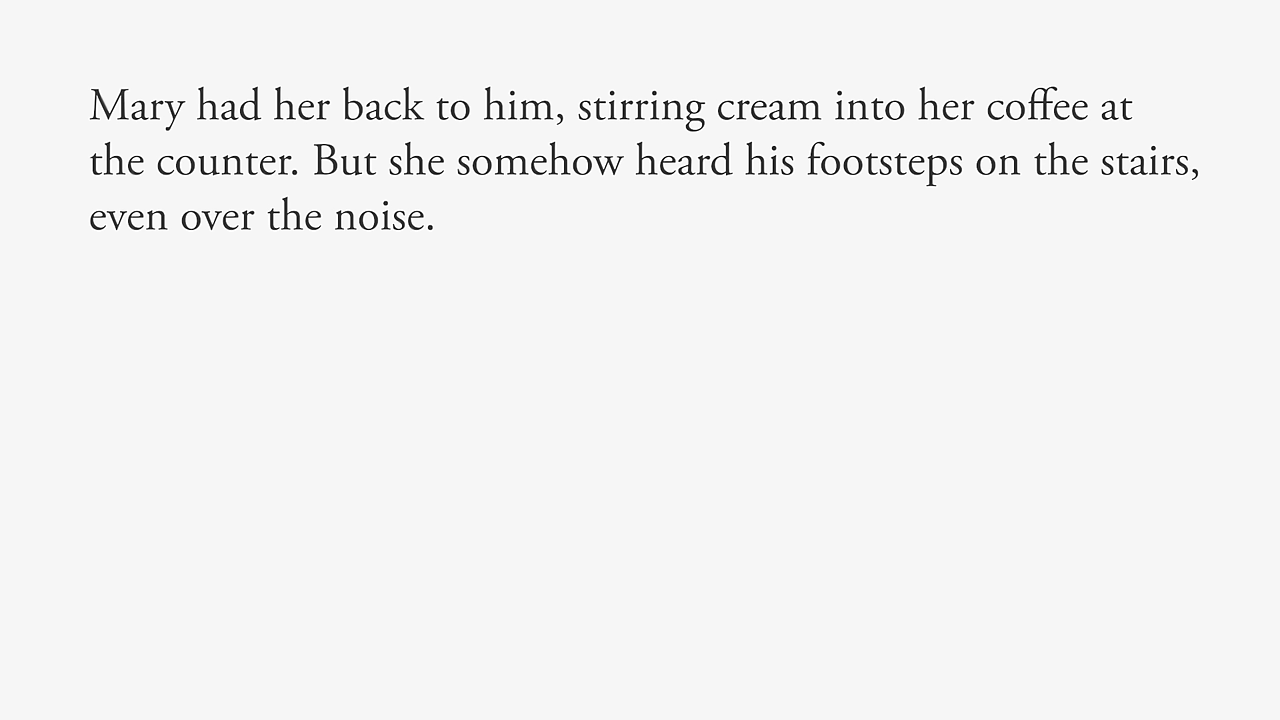 Mary had her back to him, stirring cream into her coffee at
the counter. But she somehow heard his footsteps on the stairs,
even over the noise.